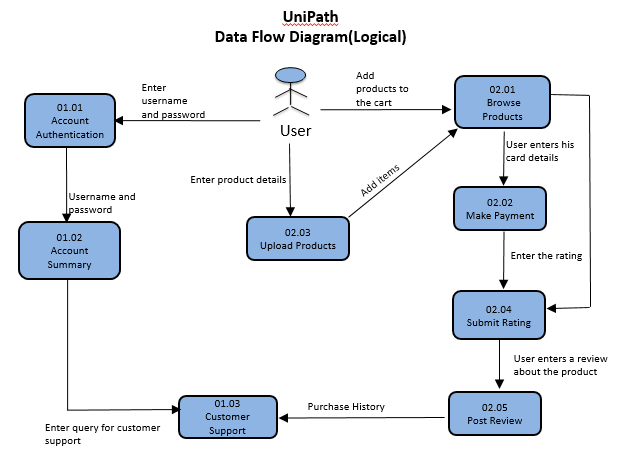 UniPath
Data Flow Diagram(Logical)
Enter
username
and password
Add
products to
the cart
01.01
Account
Authentication
User
02.01
Browse
Products
User enters his
card details
Enter product details
Add items
Username and
password
02.02
Make Payment
01.02
Account
Summary
02.03
Upload Products
Enter the rating
02.04
Submit Rating
User enters a review
about the product
01.03
Customer
Support
Purchase History
02.05
Post Review
Enter query for customer
support